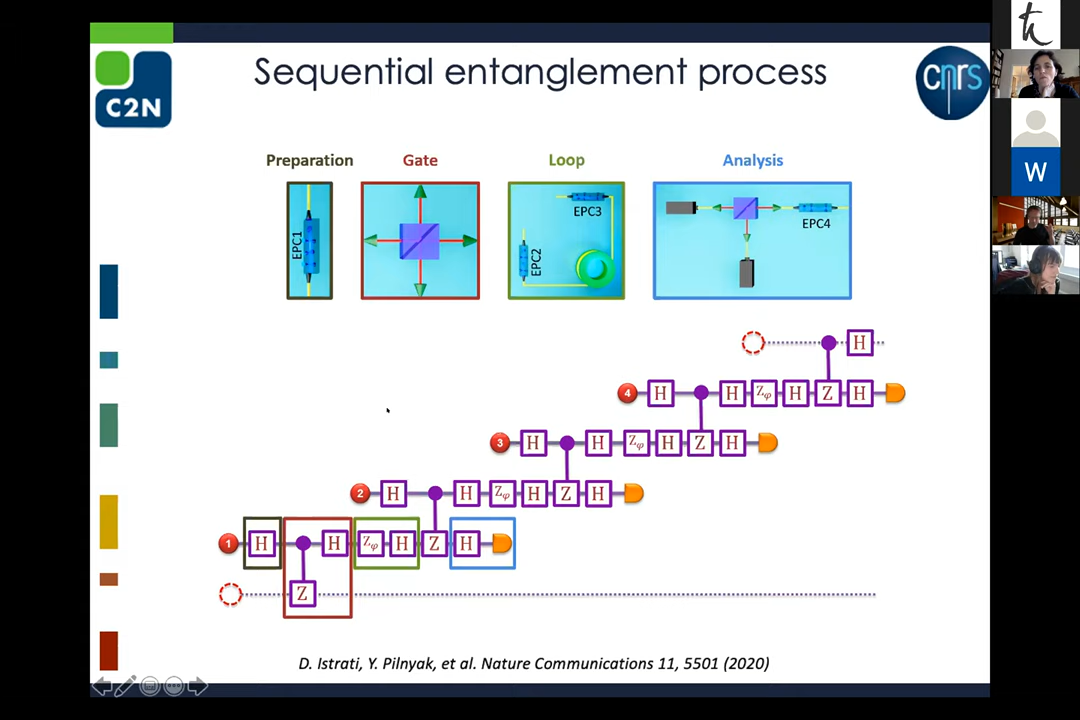 Sequential entanglement process
C2N
cnrs
Preparation Gate Loop Analysis
EPC1
EPC2
EPC3
EPC4
H
4 H H Zφ H Z H
3 H H Zφ H Z H
2 H H Zφ H Z H
1 H H Zφ H Z H
Z
D. Istrati, Y. Pilnyak, et al. Nature Communications 11, 5501 (2020)
W